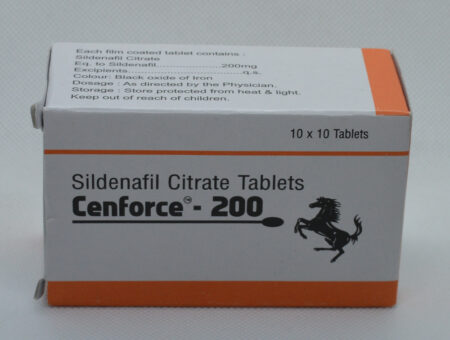 Each film coated tablet contains :
Sildenafil Citrate
Eq. to Sildenafil.......................200mg
Excipients................................q.s.
Colour: Black oxide of Iron
Dosage : As directed by the Physician.
Storage : Store protected from heat & light.
Keep out of reach of children.
10 x 10 Tablets
Sildenafil Citrate Tablets
Cenforce™ - 200